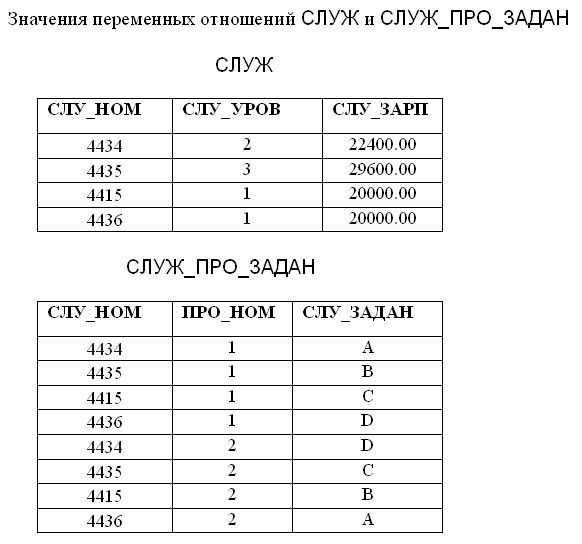 Значения переменных отношений СЛУЖ и СЛУЖ_ПРО_ЗАДАН
СЛУЖ
СЛУ_НОМ СЛУ_УРОВ СЛУ_ЗАРП
4434 2 22400.00
4435 3 29600.00
4415 1 20000.00
4436 1 20000.00
СЛУЖ_ПРО_ЗАДАН
СЛУ_НОМ ПРО_НОМ СЛУ_ЗАДАН
4434 1 A
4435 1 B
4415 1 C
4436 1 D
4434 2 D
4435 2 C
4415 2 B
4436 2 A